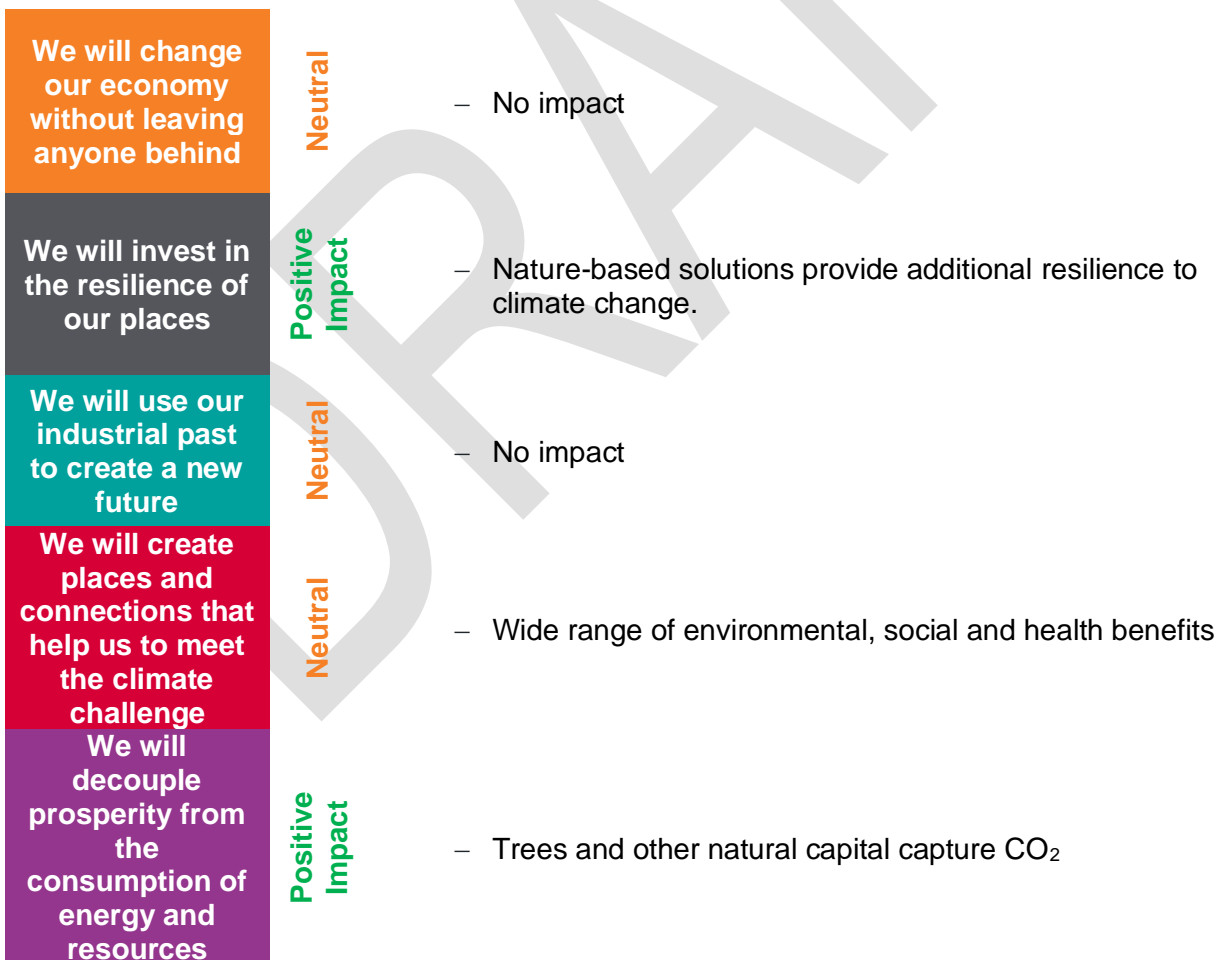 We will change
our economy
without leaving
anyone behind
Neutral
– No impact
We will invest in
the resilience of
our places
Positive
Impact
– Nature-based solutions provide additional resilience to
climate change.
We will use our
industrial past
to create a new
future
Neutral
– No impact
We will create
places and
connections that
help us to meet
the climate
challenge
Neutral
– Wide range of environmental, social and health benefits
We will
decouple
prosperity from
the
consumption of
energy and
resources
Positive
Impact
– Trees and other natural capital capture CO₂
DRA